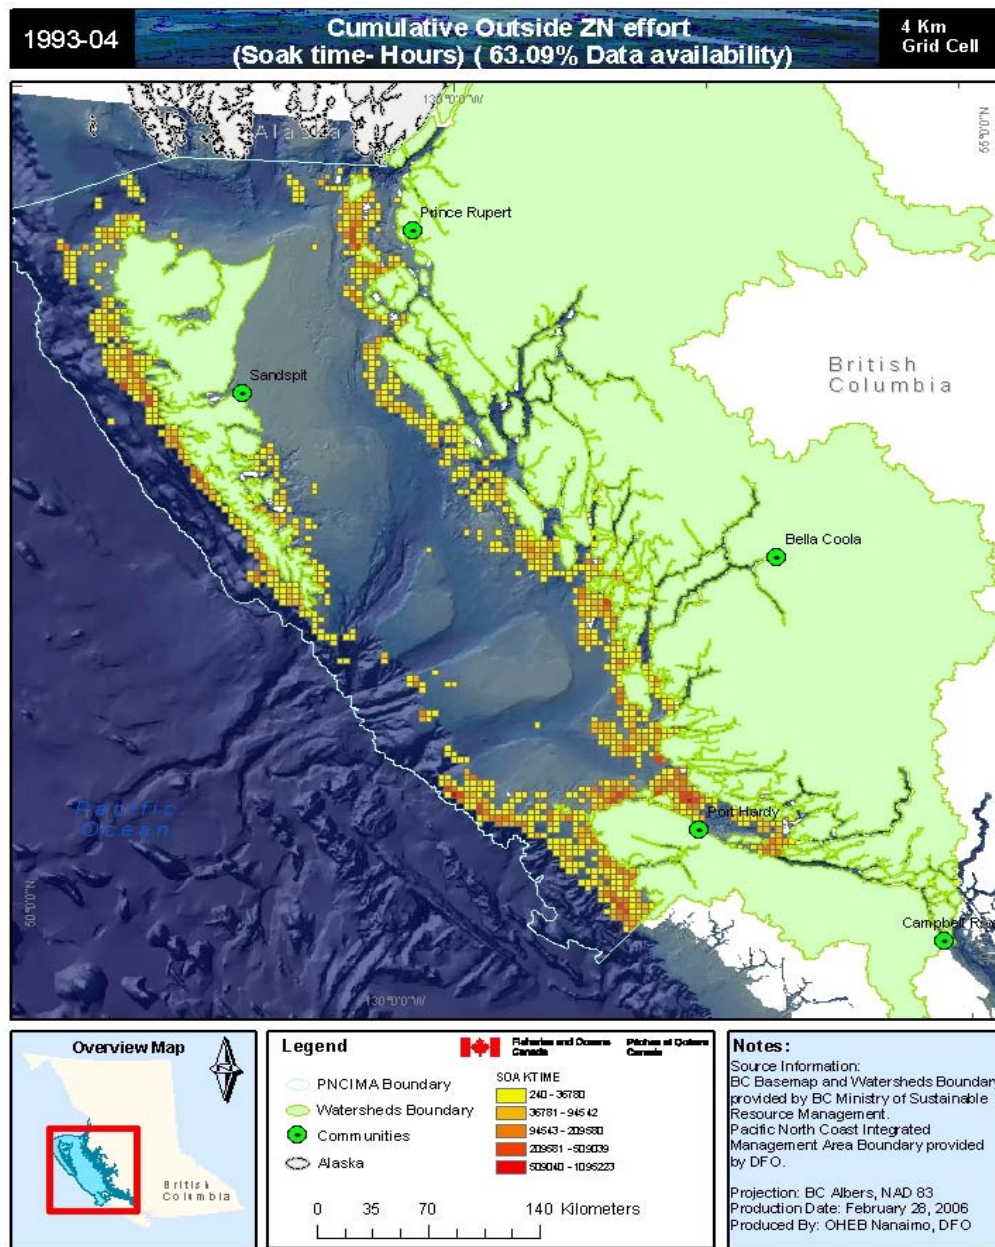 1993-04
Cumulative Outside ZN effort
(Soak time- Hours) ( 63.09% Data availability)
4 Km
Grid Cell
130°0'0"W
55°0'0"N
Alaska
Prince Rupert
British
Columbia
Sandspit
Bella Coola
Pacific
Ocean
Port Hardy
50°0'0"N
Campbell R
130°0'0"W
Overview Map
British
Columbia
Legend
Fisheries and Oceans
Canada
Pêches et Océans
Canada
PNCIMA Boundary
Watersheds Boundary
Communities
Alaska
SOAKTIME
240 - 36780
36781 - 94542
94543 - 209580
209581 - 509039
509040 - 1095223
0 35 70 140 Kilometers
Notes:
Source Information:
BC Basemap and Watersheds Boundary
provided by BC Ministry of Sustainable
Resource Management.
Pacific North Coast Integrated
Management Area Boundary provided
by DFO.
Projection: BC Albers, NAD 83
Production Date: February 28, 2006
Produced By: OHEB Nanaimo, DFO